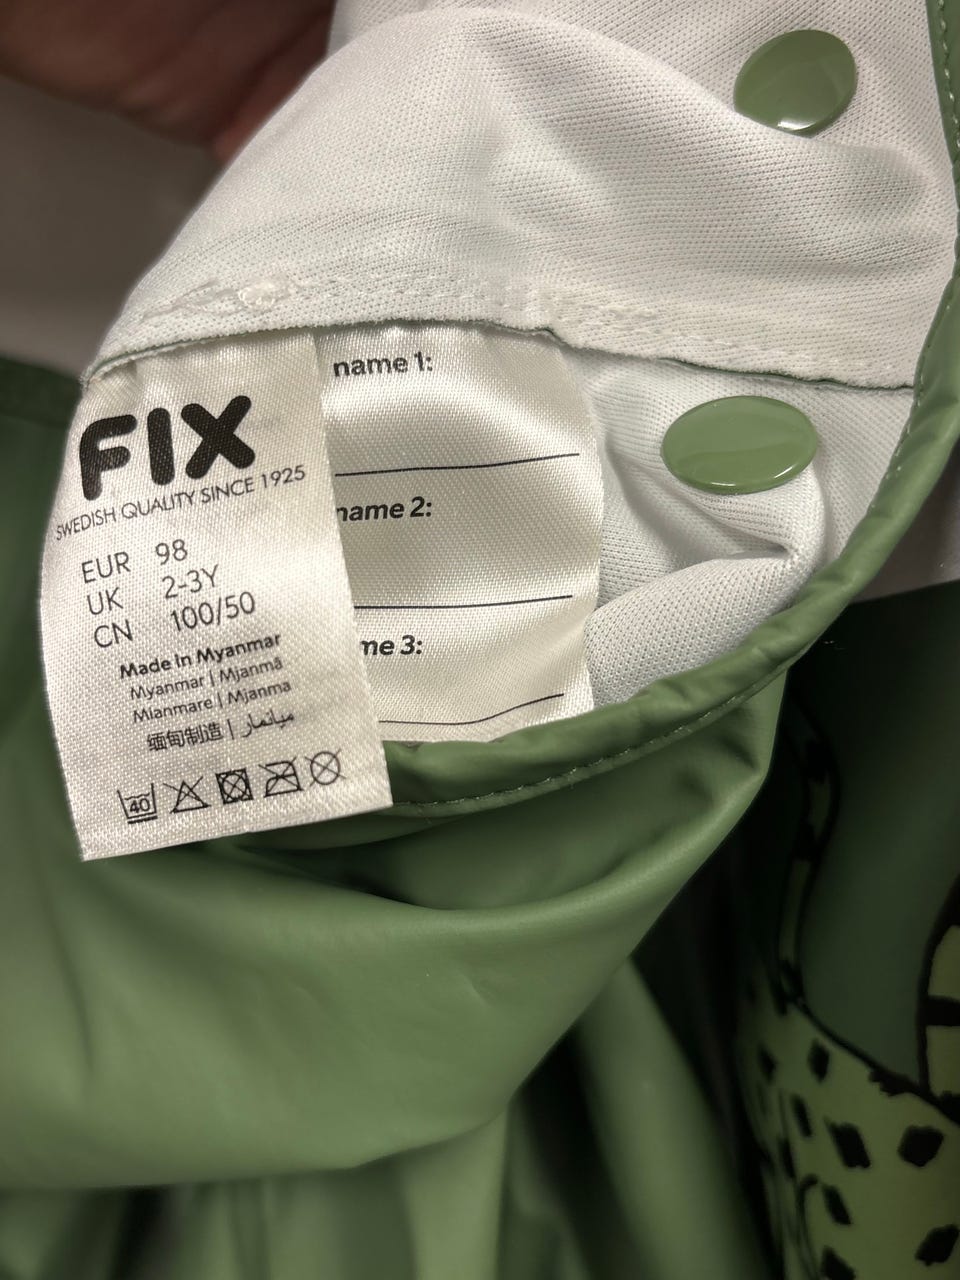 FIX
SWEDISH QUALITY SINCE 1925
EUR 98
UK 2-3Y
CN 100/50
Made in Myanmar
Myanmar | Mjanmā
Mianmare | Mjanma
缅甸制造 | ميانمار
40
name 1:
name 2:
me 3: